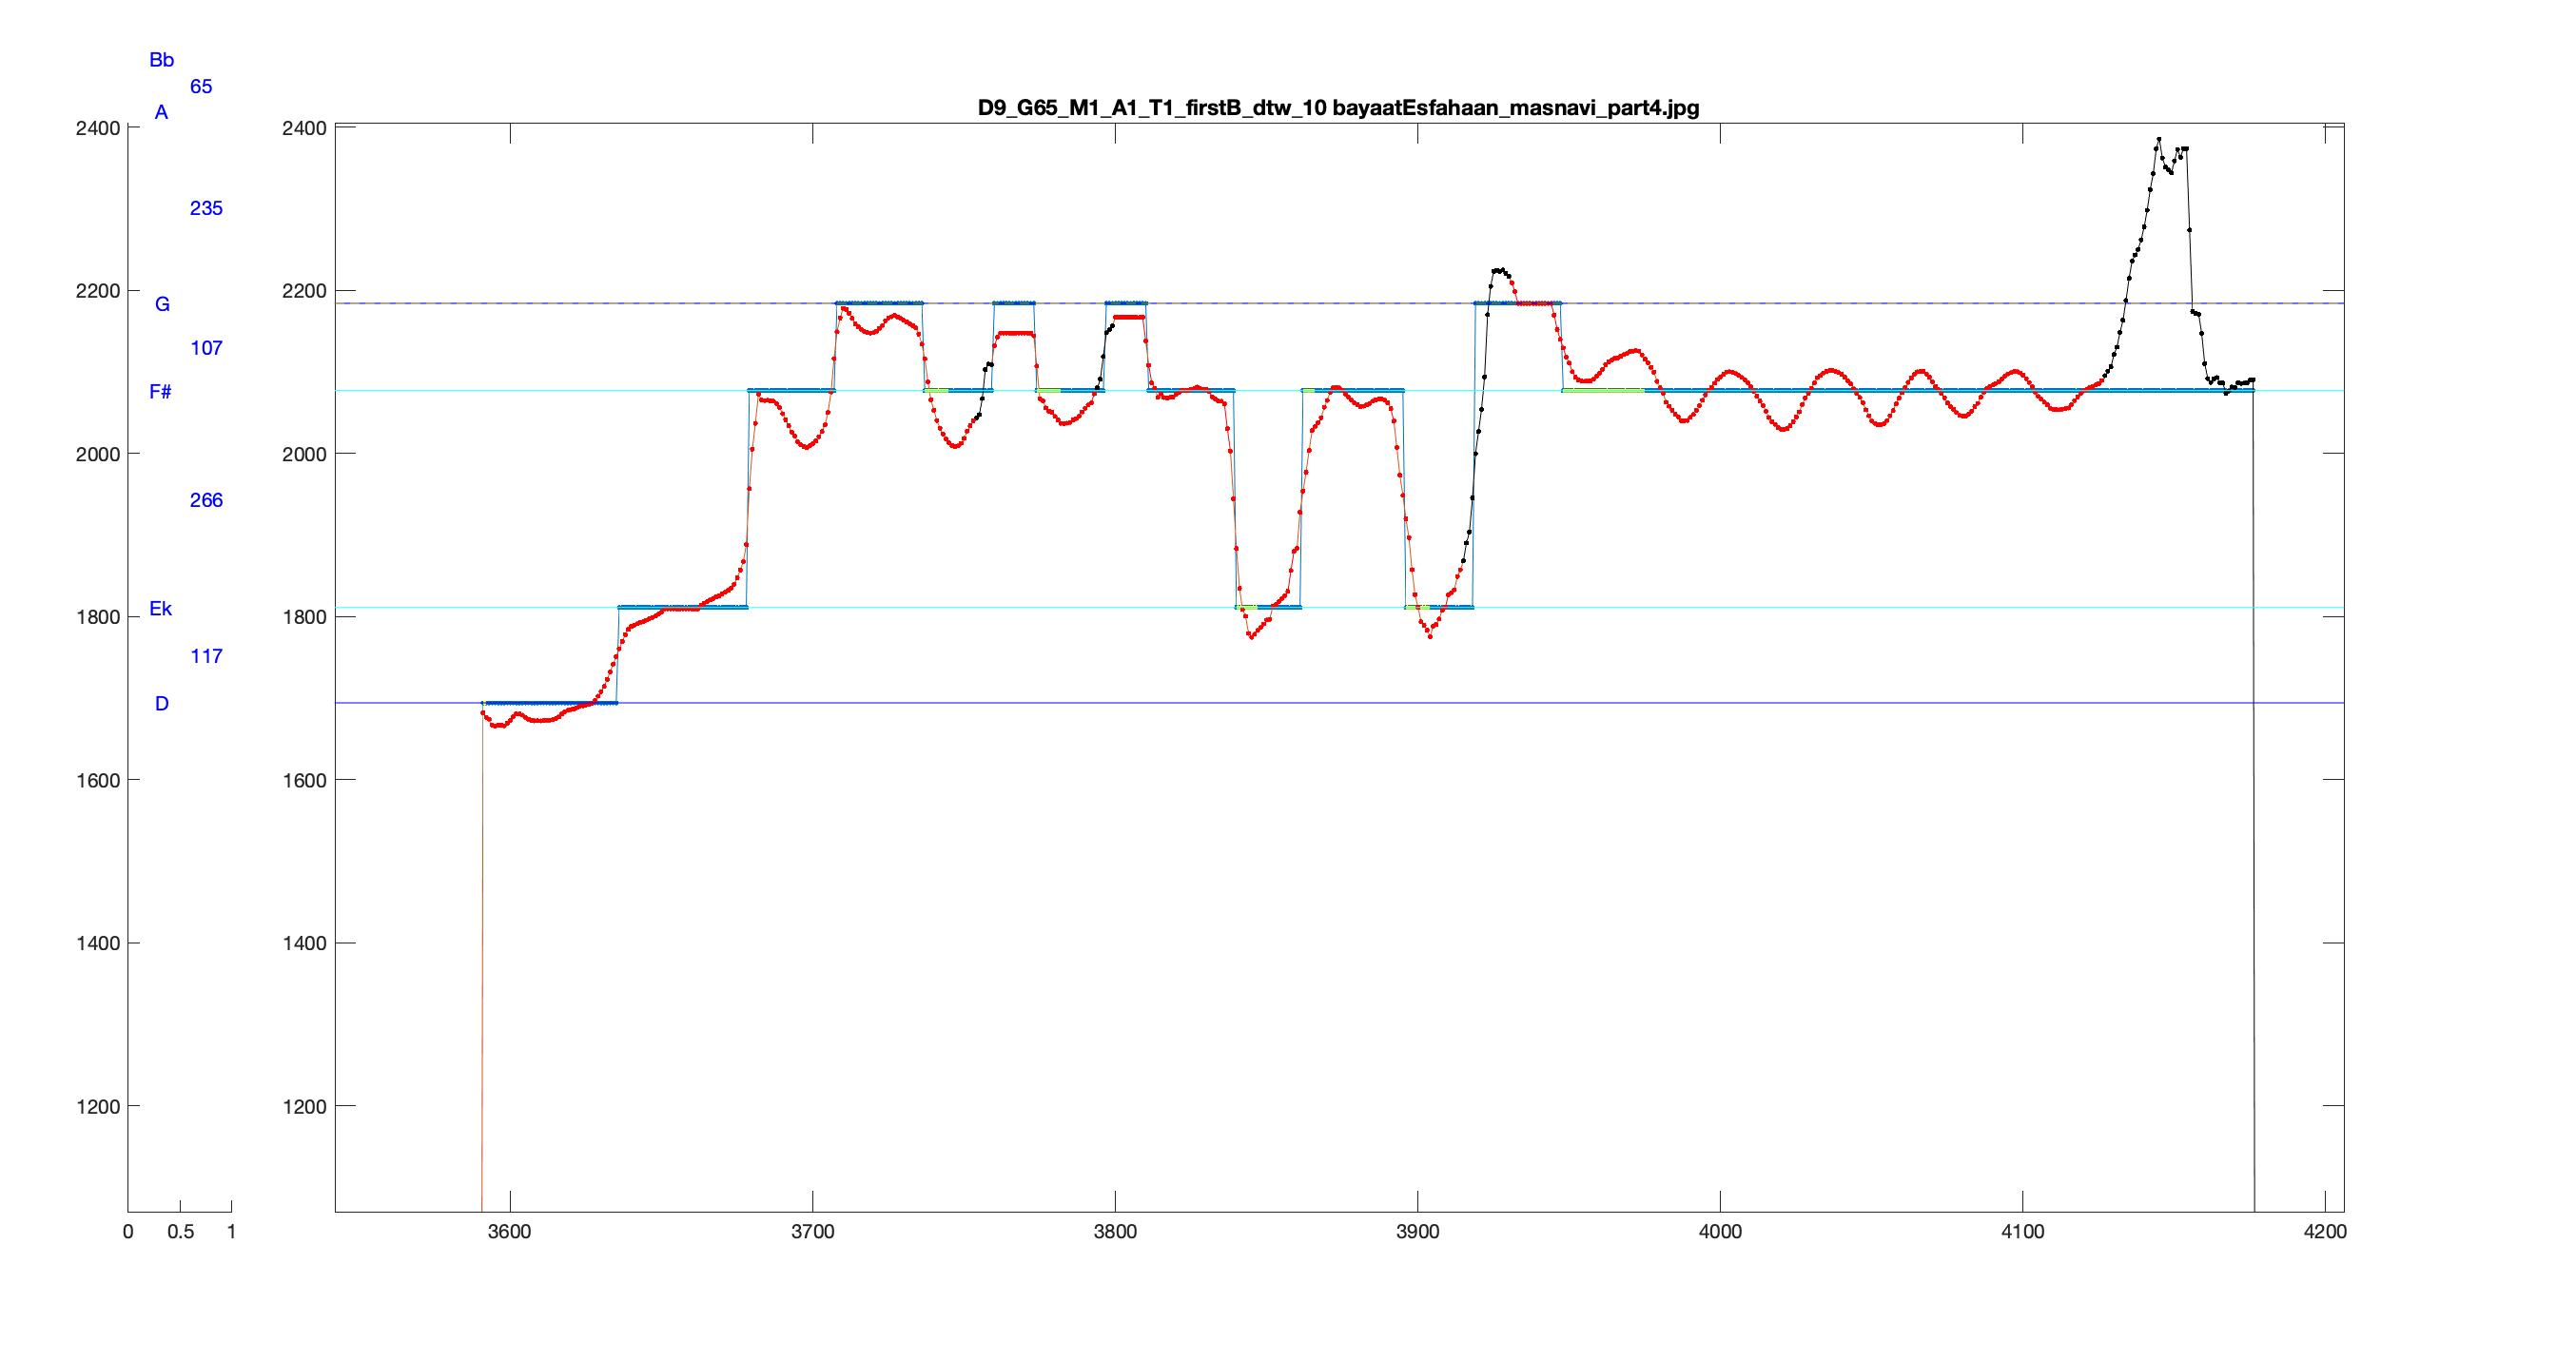 Bb
65
A
D9_G65_M1_A1_T1_firstB_dtw_10 bayaatEsfahaan_masnavi_part4.jpg
2400 2400
235
2200 2200
G
107
F#
2000 2000
266
Ek
1800 1800
117
D
1600 1600
1400 1400
1200 1200
0 0.5 1 3600 3700 3800 3900 4000 4100 4200